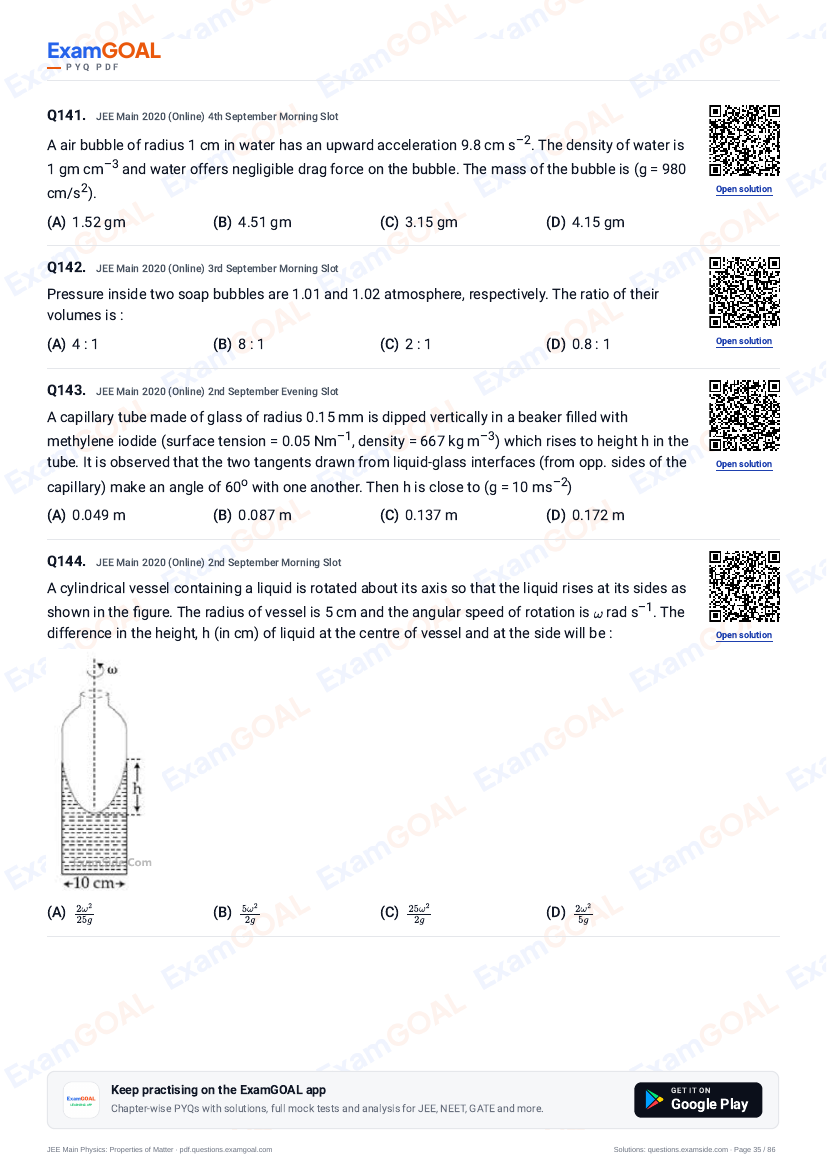 ExamGOAL
PYQ PDF
Q141. JEE Main 2020 (Online) 4th September Morning Slot
A air bubble of radius 1 cm in water has an upward acceleration 9.8 cm s⁻². The density of water is
1 gm cm⁻³ and water offers negligible drag force on the bubble. The mass of the bubble is (g = 980
cm/s²).
(A) 1.52 gm (B) 4.51 gm (C) 3.15 gm (D) 4.15 gm
Open solution
Q142. JEE Main 2020 (Online) 3rd September Morning Slot
Pressure inside two soap bubbles are 1.01 and 1.02 atmosphere, respectively. The ratio of their
volumes is :
(A) 4 : 1 (B) 8 : 1 (C) 2 : 1 (D) 0.8 : 1
Open solution
Q143. JEE Main 2020 (Online) 2nd September Evening Slot
A capillary tube made of glass of radius 0.15 mm is dipped vertically in a beaker filled with
methylene iodide (surface tension = 0.05 Nm⁻¹, density = 667 kg m⁻³) which rises to height h in the
tube. It is observed that the two tangents drawn from liquid-glass interfaces (from opp. sides of the
capillary) make an angle of 60º with one another. Then h is close to (g = 10 ms⁻²)
(A) 0.049 m (B) 0.087 m (C) 0.137 m (D) 0.172 m
Open solution
Q144. JEE Main 2020 (Online) 2nd September Morning Slot
A cylindrical vessel containing a liquid is rotated about its axis so that the liquid rises at its sides as
shown in the figure. The radius of vessel is 5 cm and the angular speed of rotation is ω rad s⁻¹. The
difference in the height, h (in cm) of liquid at the centre of vessel and at the side will be :
Open solution
ω
h
10 cm
(A) 2ω²/25g (B) 5ω²/2g (C) 25ω²/2g (D) 2ω²/5g
ExamGOAL
Keep practising on the ExamGOAL app
Chapter-wise PYQs with solutions, full mock tests and analysis for JEE, NEET, GATE and more.
GET IT ON
Google Play
JEE Main Physics: Properties of Matter · pdf.questions.examgoal.com
Solutions: questions.examside.com · Page 35 / 86